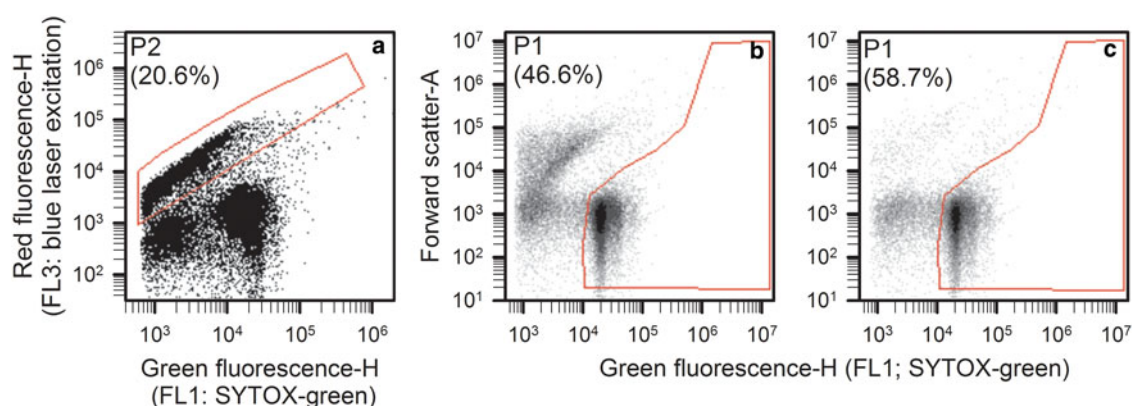 Red fluorescence-H
(FL3: blue laser excitation)
10⁶
10⁵
10⁴
10³
10²
P2
(20.6%)
a
10³ 10⁴ 10⁵ 10⁶
Green fluorescence-H
(FL1: SYTOX-green)
Forward scatter-A
10⁷
10⁶
10⁵
10⁴
10³
10²
10¹
P1
(46.6%)
b
10³ 10⁴ 10⁵ 10⁶ 10⁷
10⁷
10⁶
10⁵
10⁴
10³
10²
10¹
P1
(58.7%)
c
10³ 10⁴ 10⁵ 10⁶ 10⁷
Green fluorescence-H (FL1; SYTOX-green)